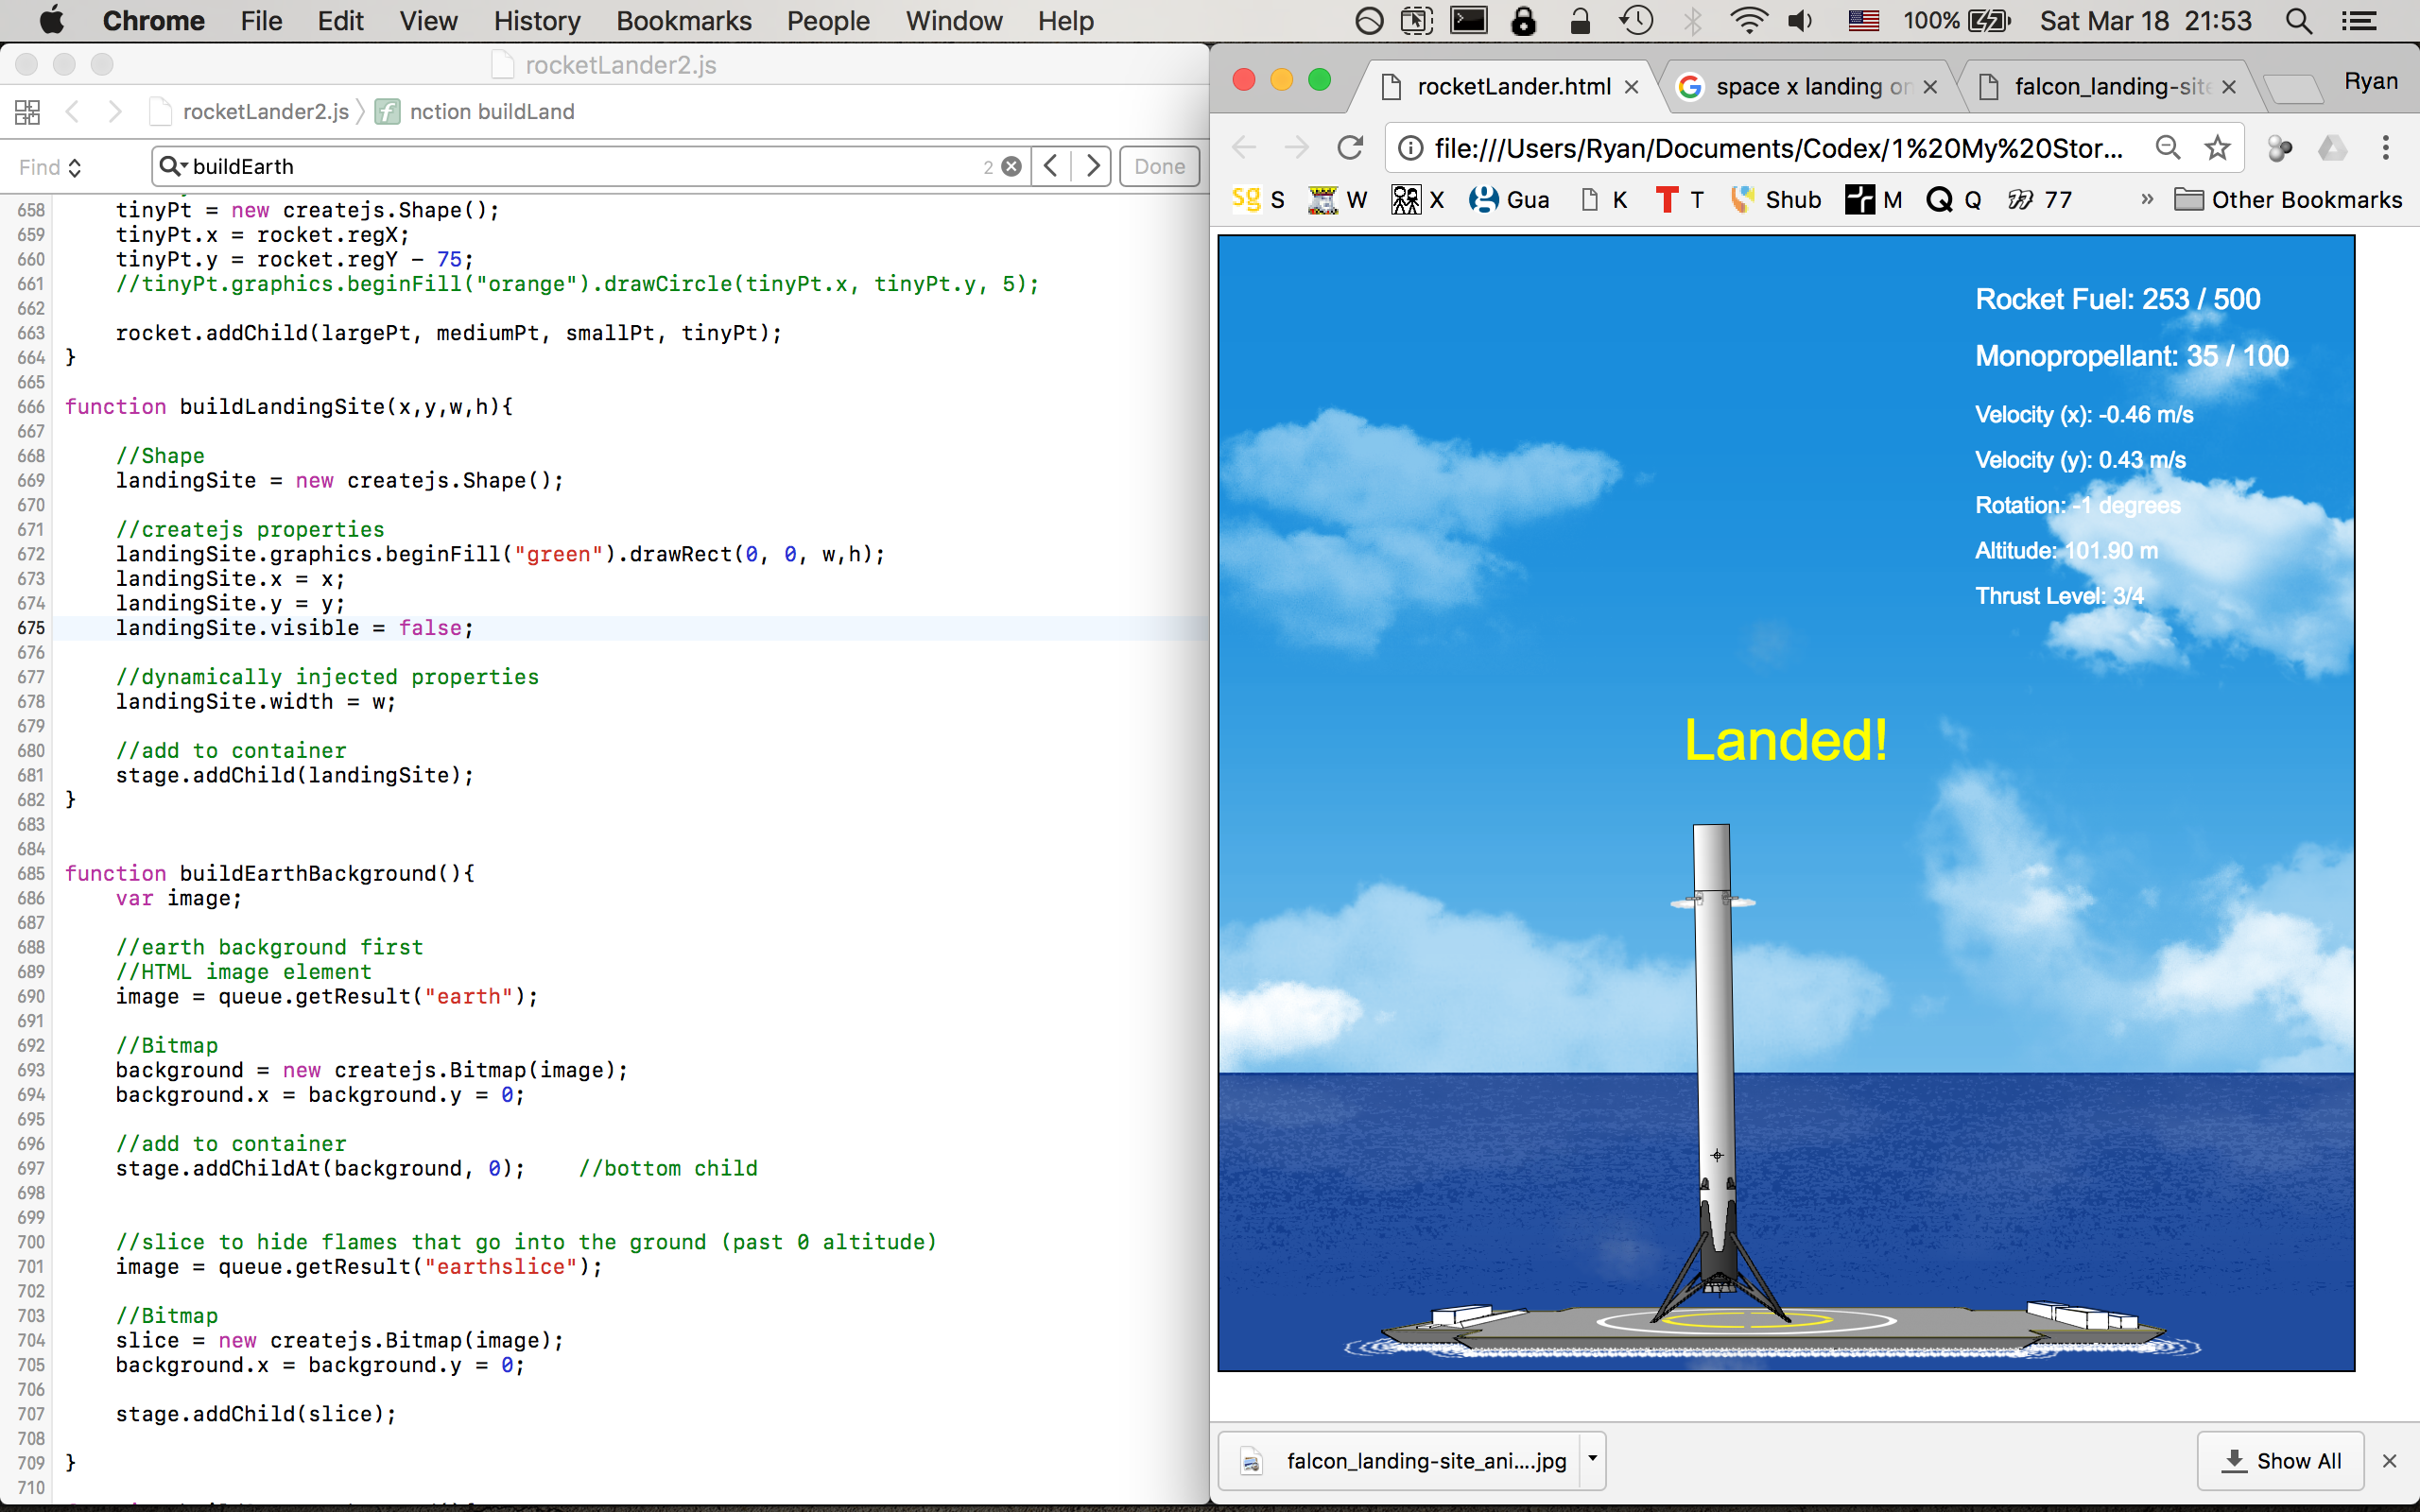 Chrome File Edit View History Bookmarks People Window Help 100% Sat Mar 18 21:53
rocketLander2.js
rocketLander2.js nction buildLand
Find buildEarth 2 Done
658 tinyPt = new createjs.Shape();
659 tinyPt.x = rocket.regX;
660 tinyPt.y = rocket.regY - 75;
661 //tinyPt.graphics.beginFill("orange").drawCircle(tinyPt.x, tinyPt.y, 5);
662
663 rocket.addChild(largePt, mediumPt, smallPt, tinyPt);
664 }
665
666 function buildLandingSite(x,y,w,h){
667
668 //Shape
669 landingSite = new createjs.Shape();
670
671 //createjs properties
672 landingSite.graphics.beginFill("green").drawRect(0, 0, w,h);
673 landingSite.x = x;
674 landingSite.y = y;
675 landingSite.visible = false;
676
677 //dynamically injected properties
678 landingSite.width = w;
679
680 //add to container
681 stage.addChild(landingSite);
682 }
683
684
685 function buildEarthBackground(){
686 var image;
687
688 //earth background first
689 //HTML image element
690 image = queue.getResult("earth");
691
692 //Bitmap
693 background = new createjs.Bitmap(image);
694 background.x = background.y = 0;
695
696 //add to container
697 stage.addChildAt(background, 0); //bottom child
698
699
700 //slice to hide flames that go into the ground (past 0 altitude)
701 image = queue.getResult("earthslice");
702
703 //Bitmap
704 slice = new createjs.Bitmap(image);
705 background.x = background.y = 0;
706
707 stage.addChild(slice);
708
709 }
710
rocketLander.html space x landing on falcon_landing-site Ryan
file:///Users/Ryan/Documents/Codex/1%20My%20Stor...
sg S W X Gua K T T Shub M Q Q 77 77 » Other Bookmarks
Rocket Fuel: 253 / 500
Monopropellant: 35 / 100
Velocity (x): -0.46 m/s
Velocity (y): 0.43 m/s
Rotation: -1 degrees
Altitude: 101.90 m
Thrust Level: 3/4
Landed!
falcon_landing-site_ani....jpg Show All